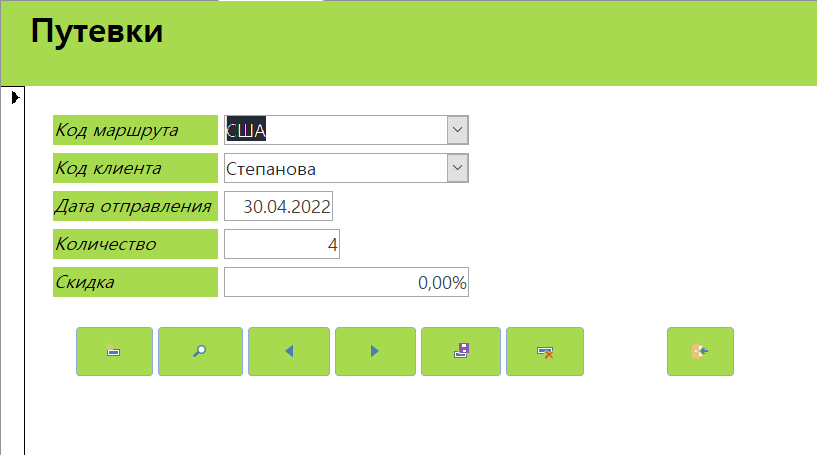 Путевки
Код маршрута США
Код клиента Степанова
Дата отправления 30.04.2022
Количество 4
Скидка 0,00%